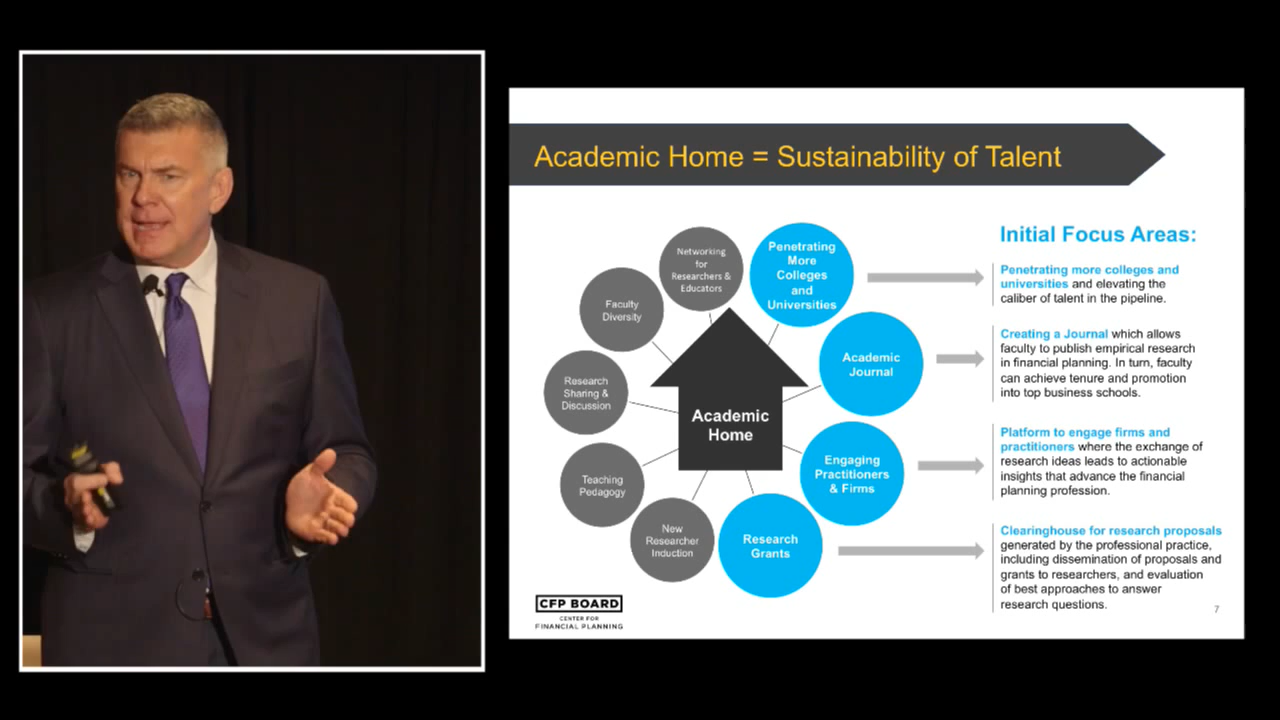 Academic Home = Sustainability of Talent
Networking
for
Researchers &
Educators
Penetrating
More
Colleges
and
Universities
Faculty
Diversity
Academic
Journal
Research
Sharing &
Discussion
Academic
Home
Engaging
Practitioners
& Firms
Teaching
Pedagogy
New
Researcher
Induction
Research
Grants
Initial Focus Areas:
Penetrating more colleges and
universities and elevating the
caliber of talent in the pipeline.
Creating a Journal which allows
faculty to publish empirical research
in financial planning. In turn, faculty
can achieve tenure and promotion
into top business schools.
Platform to engage firms and
practitioners where the exchange of
research ideas leads to actionable
insights that advance the financial
planning profession.
Clearinghouse for research proposals
generated by the professional practice,
including dissemination of proposals and
grants to researchers, and evaluation
of best approaches to answer
research questions.
CFP BOARD
CENTER FOR
FINANCIAL PLANNING
7